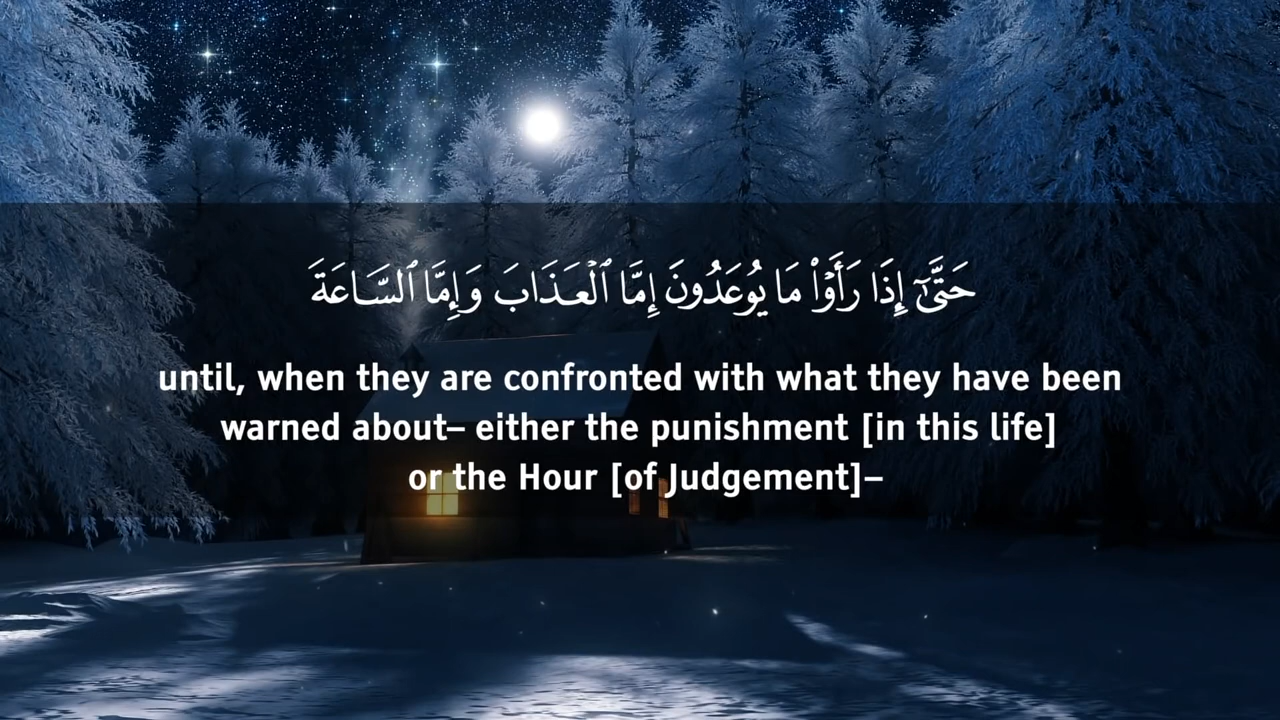 حَتَّىٰٓ إِذَا رَأَوْا۟ مَا يُوعَدُونَ إِمَّا ٱلْعَذَابَ وَإِمَّا ٱلسَّاعَةَ
until, when they are confronted with what they have been
warned about– either the punishment [in this life]
or the Hour [of Judgement]–